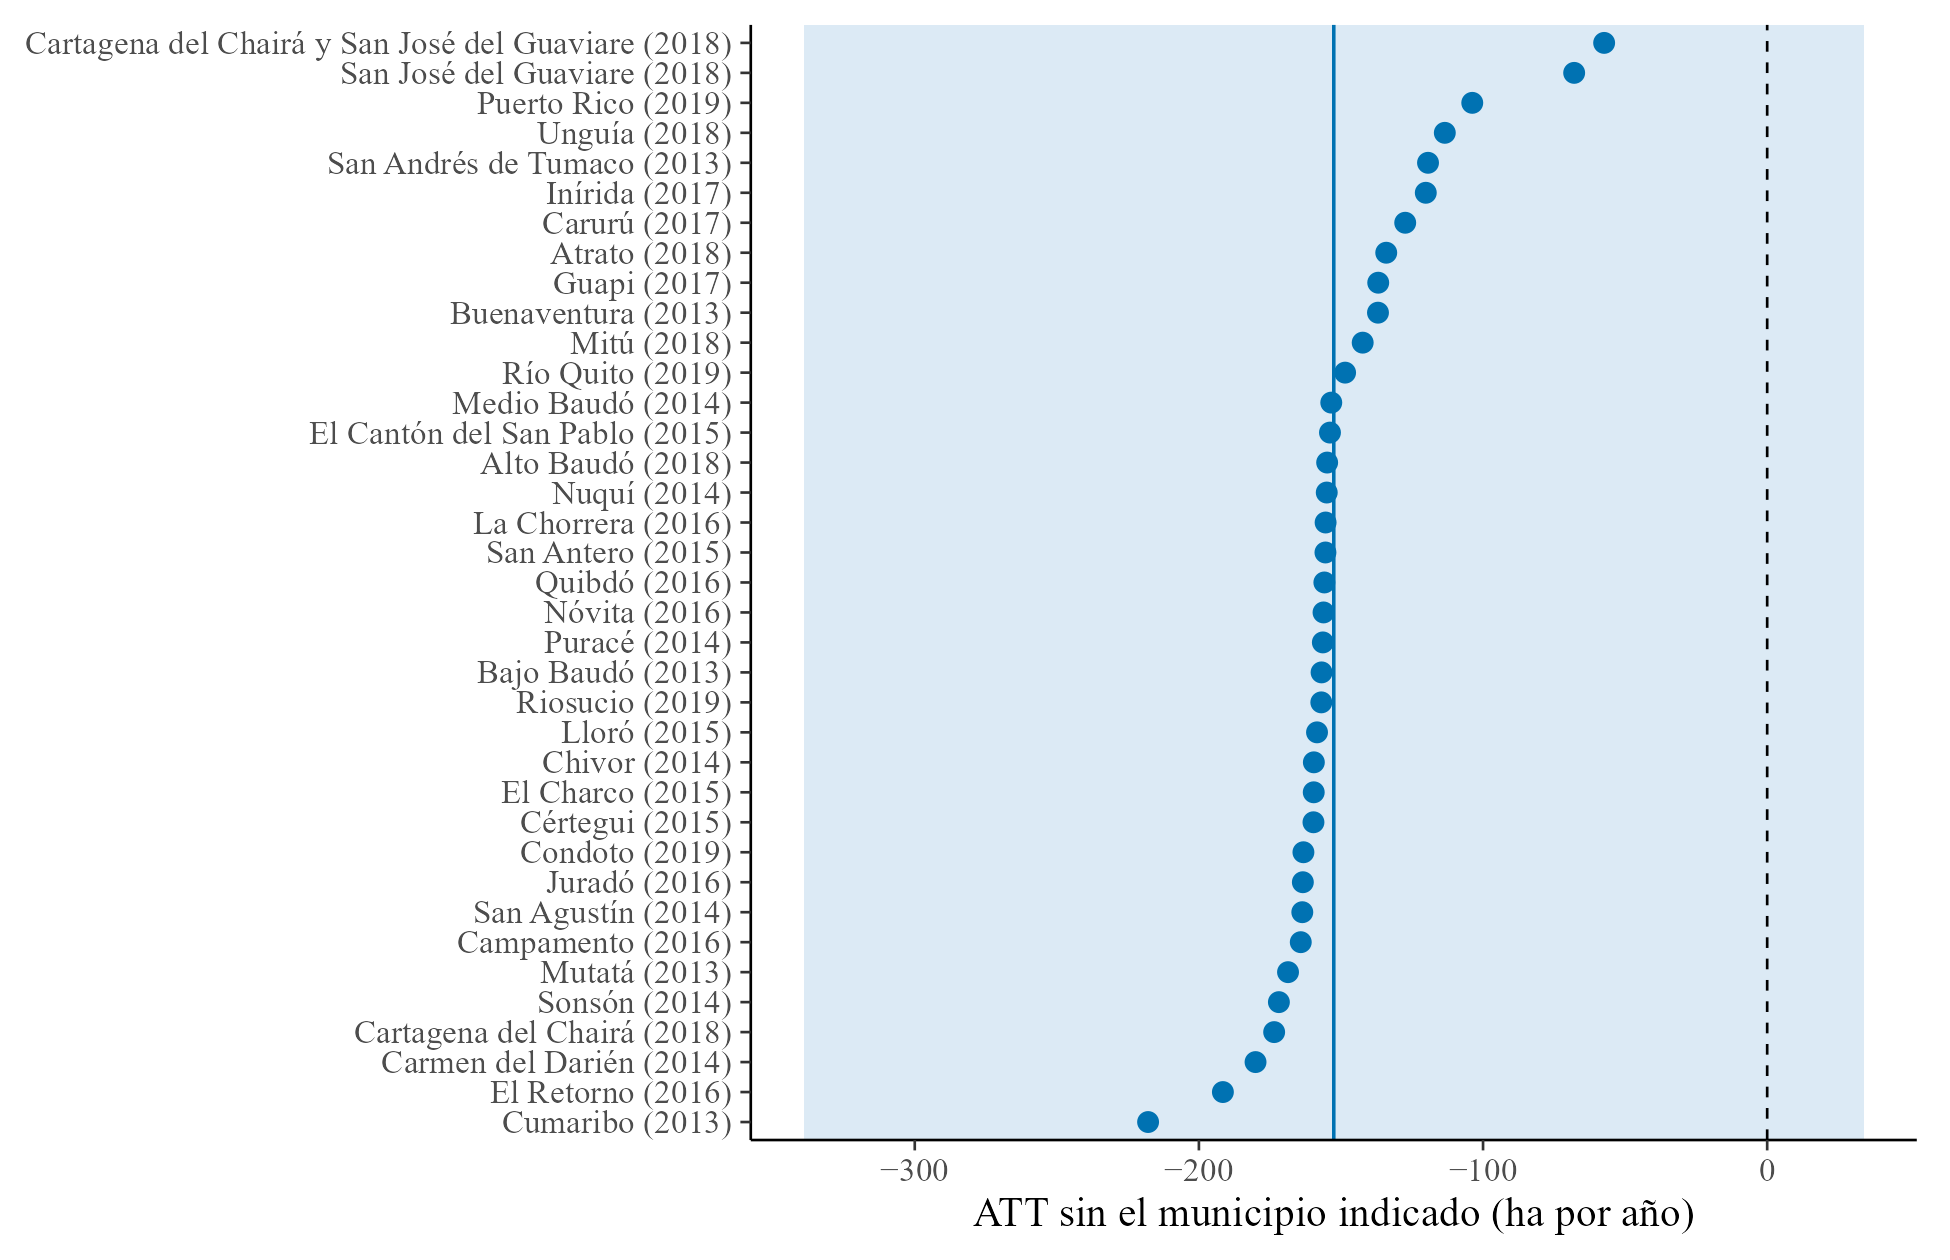 Cartagena del Chairá y San José del Guaviare (2018)
San José del Guaviare (2018)
Puerto Rico (2019)
Unguía (2018)
San Andrés de Tumaco (2013)
Inírida (2017)
Carurú (2017)
Atrato (2018)
Guapi (2017)
Buenaventura (2013)
Mitú (2018)
Río Quito (2019)
Medio Baudó (2014)
El Cantón del San Pablo (2015)
Alto Baudó (2018)
Nuquí (2014)
La Chorrera (2016)
San Antero (2015)
Quibdó (2016)
Nóvita (2016)
Puracé (2014)
Bajo Baudó (2013)
Riosucio (2019)
Lloró (2015)
Chivor (2014)
El Charco (2015)
Cértegui (2015)
Condoto (2019)
Juradó (2016)
San Agustín (2014)
Campamento (2016)
Mutatá (2013)
Sonsón (2014)
Cartagena del Chairá (2018)
Carmen del Darién (2014)
El Retorno (2016)
Cumaribo (2013)
−300 −200 −100 0
ATT sin el municipio indicado (ha por año)